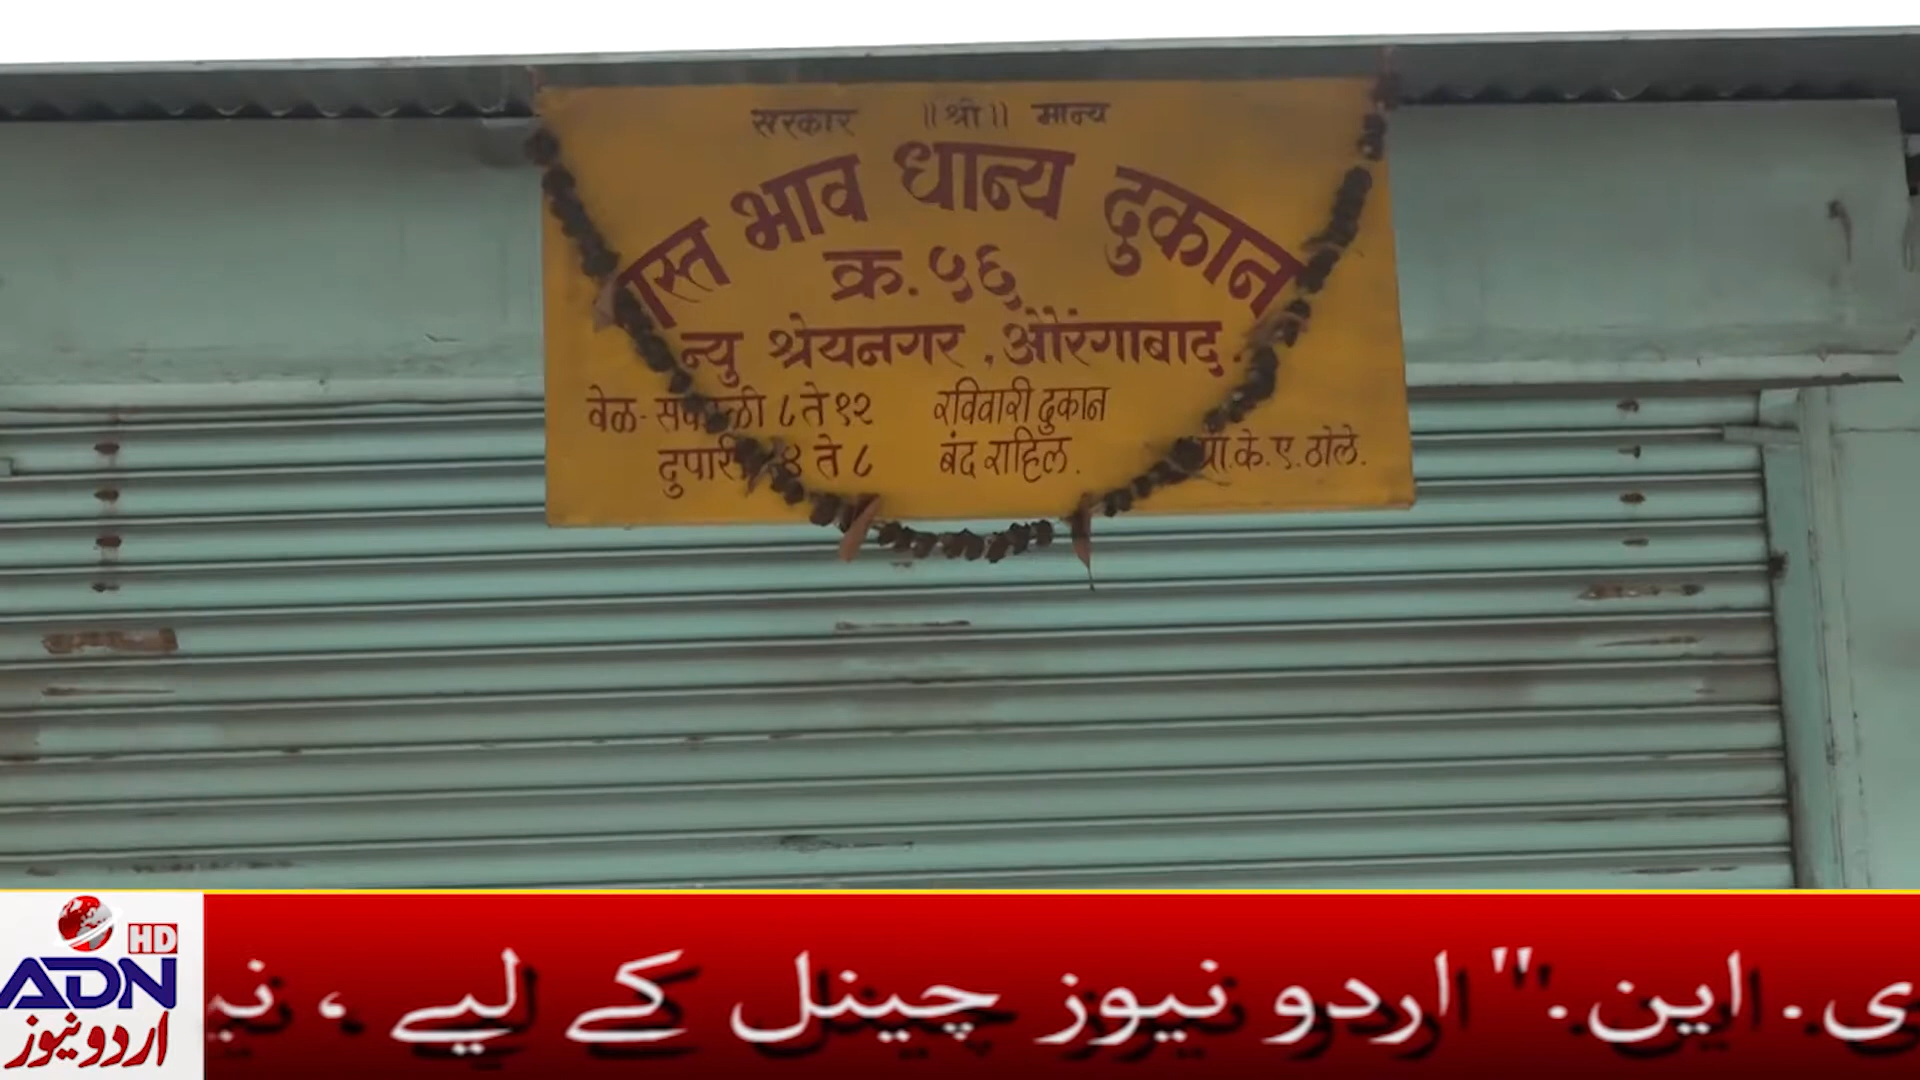 सरकार ॥श्री॥ मान्य
रास्त भाव धान्य दुकान
क्र.५६
न्यु श्रेयनगर, औरंगाबाद.
वेळ- सकाळी ८ ते १२ रविवारी दुकान
दुपारी ४ ते ८ बंद राहिल. प्रा.के.ए.ठोले.
HD
ADN
اردو نیوز
ی. این." اردو نیوز چینل کے لیے ،